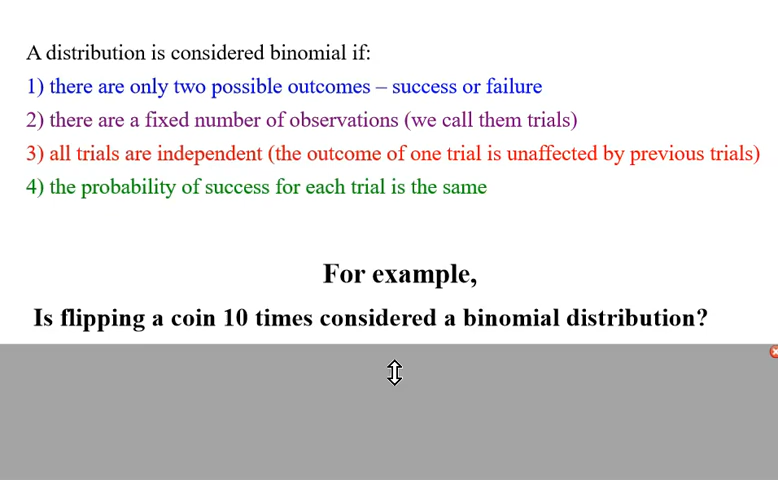 A distribution is considered binomial if:
1) there are only two possible outcomes – success or failure
2) there are a fixed number of observations (we call them trials)
3) all trials are independent (the outcome of one trial is unaffected by previous trials)
4) the probability of success for each trial is the same
For example,
Is flipping a coin 10 times considered a binomial distribution?